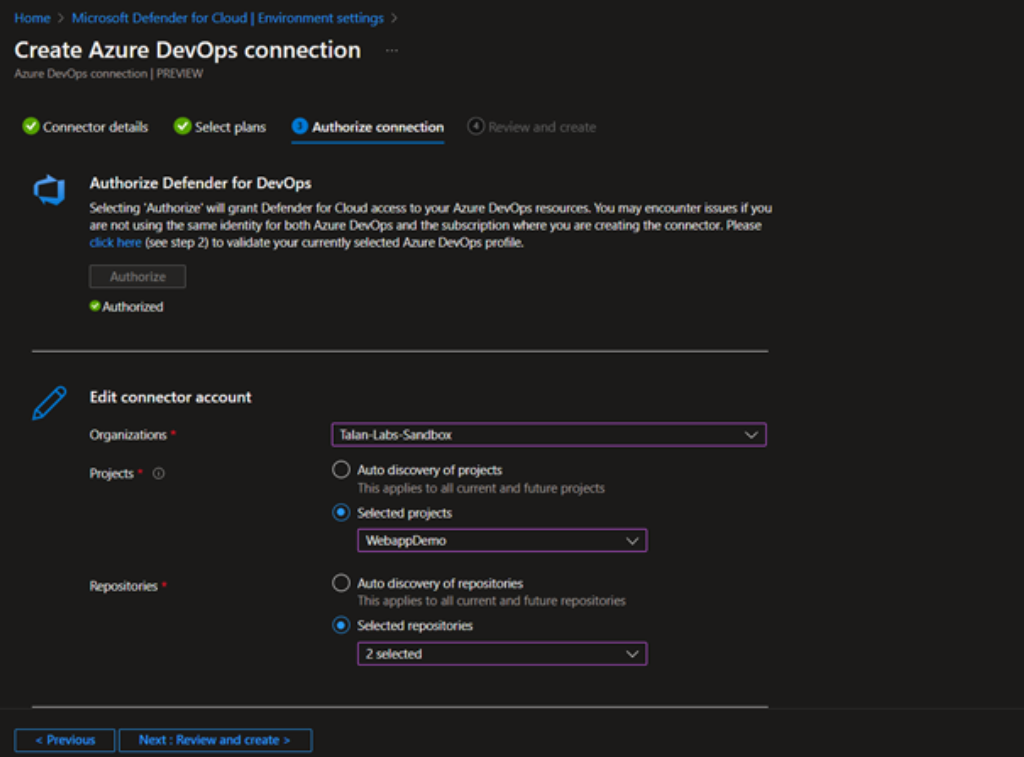 Home > Microsoft Defender for Cloud | Environment settings >
Create Azure DevOps connection ...
Azure DevOps connection | PREVIEW
Connector details Select plans 3 Authorize connection 4 Review and create
Authorize Defender for DevOps
Selecting 'Authorize' will grant Defender for Cloud access to your Azure DevOps resources. You may encounter issues if you
are not using the same identity for both Azure DevOps and the subscription where you are creating the connector. Please
click here (see step 2) to validate your currently selected Azure DevOps profile.
Authorize
Authorized
Edit connector account
Organizations * Talan-Labs-Sandbox
Projects * Auto discovery of projects
This applies to all current and future projects
Selected projects
WebappDemo
Repositories * Auto discovery of repositories
This applies to all current and future repositories
Selected repositories
2 selected
< Previous Next : Review and create >